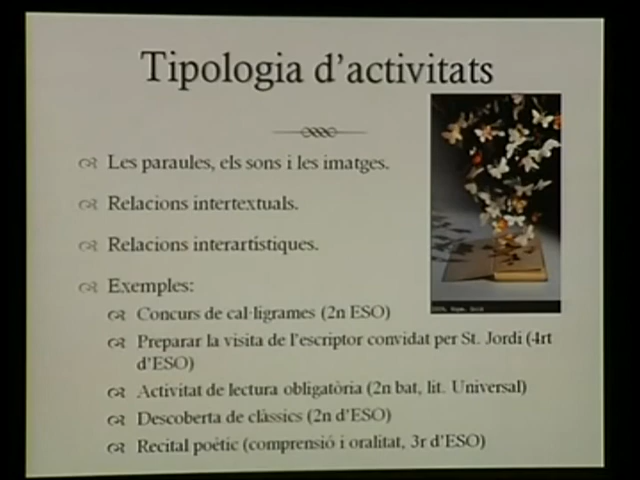 Tipologia d'activitats
Les paraules, els sons i les imatges.
Relacions intertextuals.
Relacions interartístiques.
Exemples:
Concurs de cal·ligrames (2n ESO)
Preparar la visita de l'escriptor convidat per St. Jordi (4rt
d'ESO)
Activitat de lectura obligatòria (2n bat, lit. Universal)
Descoberta de clàssics (2n d'ESO)
Recital poètic (comprensió i oralitat, 3r d'ESO)